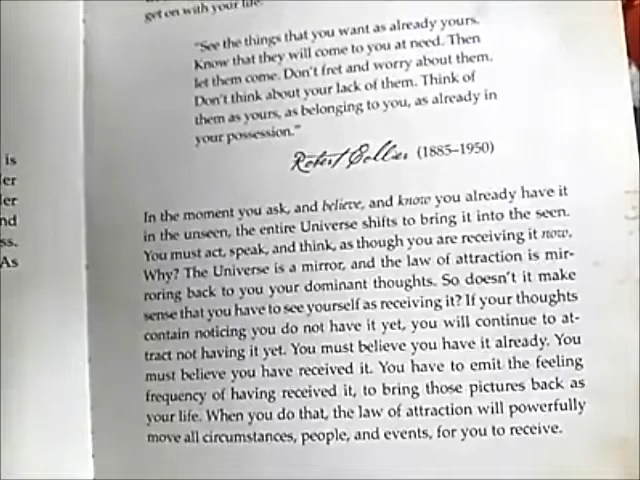 is
er
er
nd
ss.
As
get on with your life.
"See the things that you want as already yours.
Know that they will come to you at need. Then
let them come. Don't fret and worry about them.
Don't think about your lack of them. Think of
them as yours, as belonging to you, as already in
your possession."
Robert Collier (1885–1950)
In the moment you ask, and believe, and know you already have it
in the unseen, the entire Universe shifts to bring it into the seen.
You must act, speak, and think, as though you are receiving it now.
Why? The Universe is a mirror, and the law of attraction is mir-
roring back to you your dominant thoughts. So doesn't it make
sense that you have to see yourself as receiving it? If your thoughts
contain noticing you do not have it yet, you will continue to at-
tract not having it yet. You must believe you have it already. You
must believe you have received it. You have to emit the feeling
frequency of having received it, to bring those pictures back as
your life. When you do that, the law of attraction will powerfully
move all circumstances, people, and events, for you to receive.